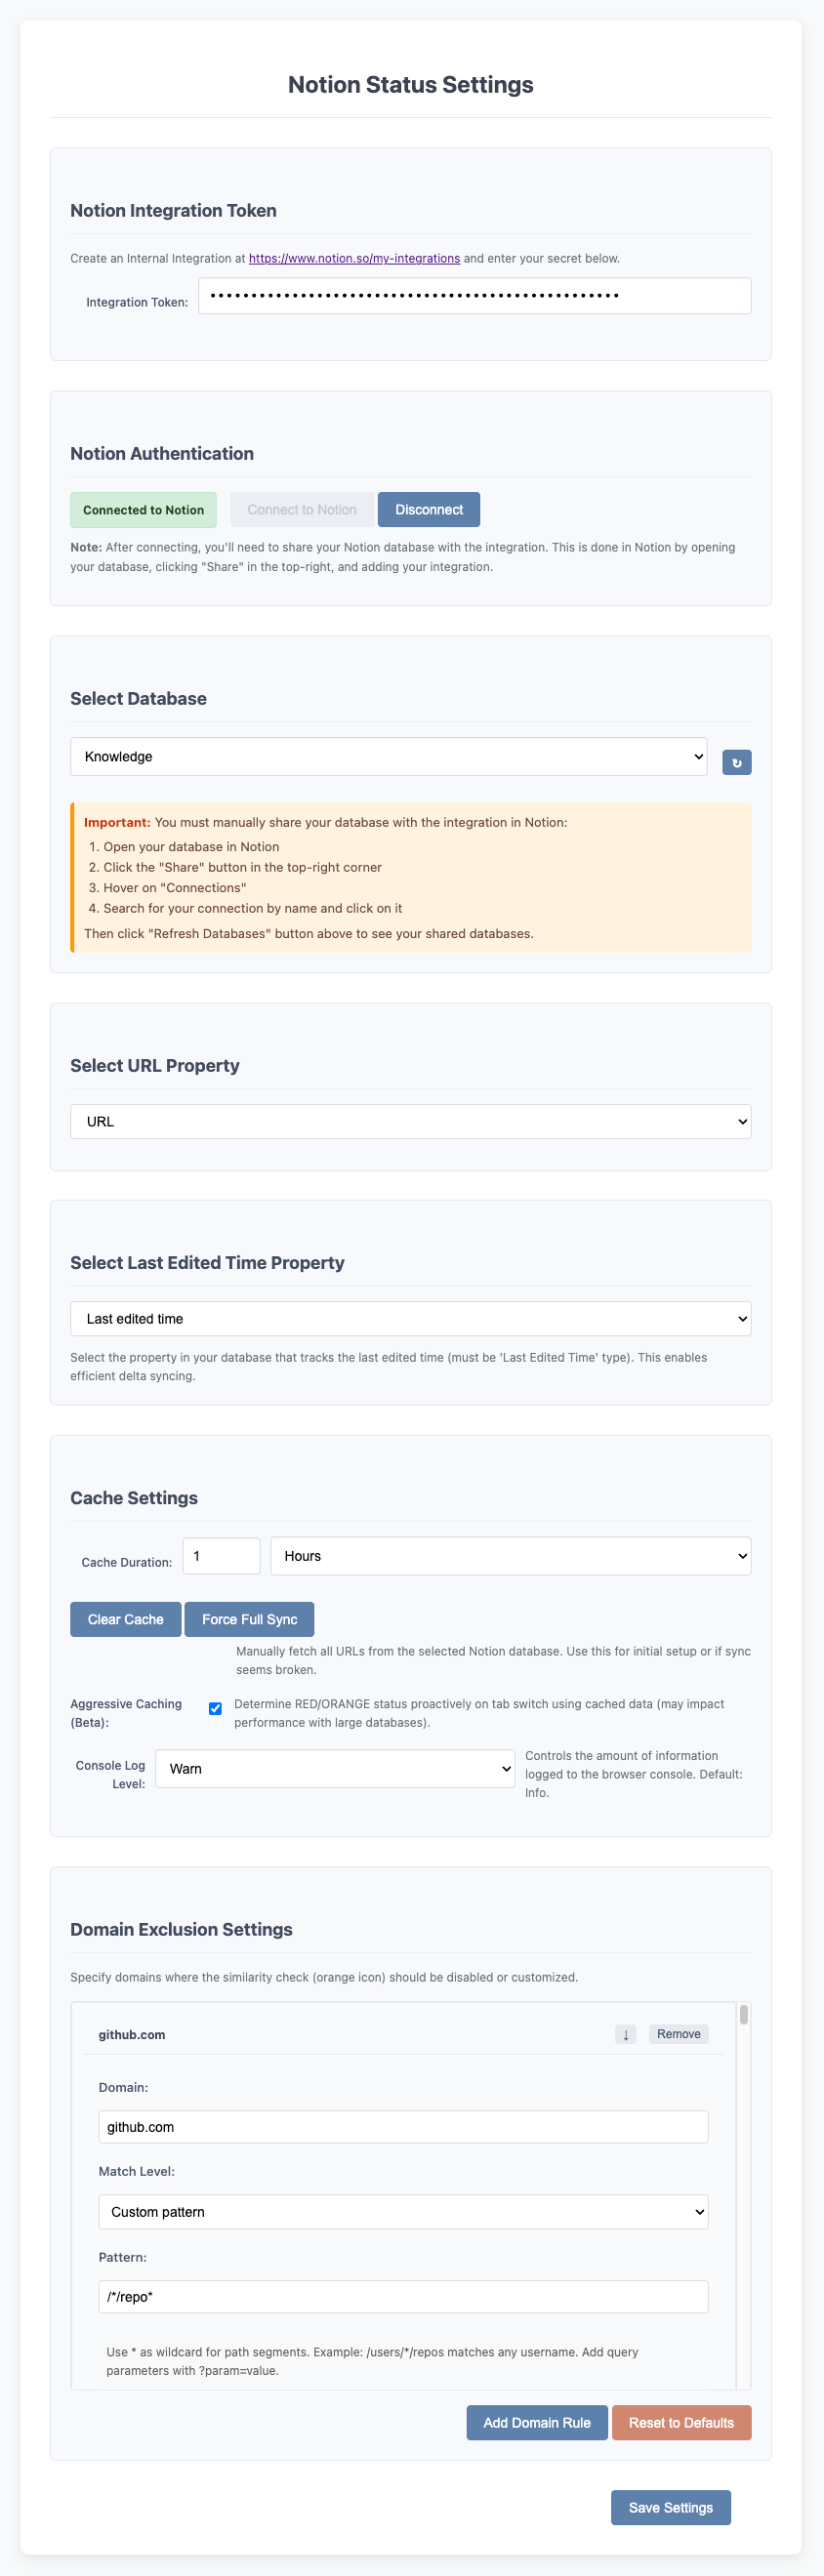 Notion Status Settings
Notion Integration Token
Create an Internal Integration at https://www.notion.so/my-integrations and enter your secret below.
Integration Token: ••••••••••••••••••••••••••••••••••••••••••••••••••
Notion Authentication
Connected to Notion Connect to Notion Disconnect
Note: After connecting, you'll need to share your Notion database with the integration. This is done in Notion by opening
your database, clicking "Share" in the top-right, and adding your integration.
Select Database
Knowledge ↻
Important: You must manually share your database with the integration in Notion:
1. Open your database in Notion
2. Click the "Share" button in the top-right corner
3. Hover on "Connections"
4. Search for your connection by name and click on it
Then click "Refresh Databases" button above to see your shared databases.
Select URL Property
URL
Select Last Edited Time Property
Last edited time
Select the property in your database that tracks the last edited time (must be 'Last Edited Time' type). This enables
efficient delta syncing.
Cache Settings
Cache Duration: 1 Hours
Clear Cache Force Full Sync
Manually fetch all URLs from the selected Notion database. Use this for initial setup or if sync
seems broken.
Aggressive Caching
(Beta):
Determine RED/ORANGE status proactively on tab switch using cached data (may impact
performance with large databases).
Console Log
Level:
Warn
Controls the amount of information
logged to the browser console. Default:
Info.
Domain Exclusion Settings
Specify domains where the similarity check (orange icon) should be disabled or customized.
github.com ↓ Remove
Domain:
github.com
Match Level:
Custom pattern
Pattern:
/*/repo*
Use * as wildcard for path segments. Example: /users/*/repos matches any username. Add query
parameters with ?param=value.
Add Domain Rule Reset to Defaults
Save Settings